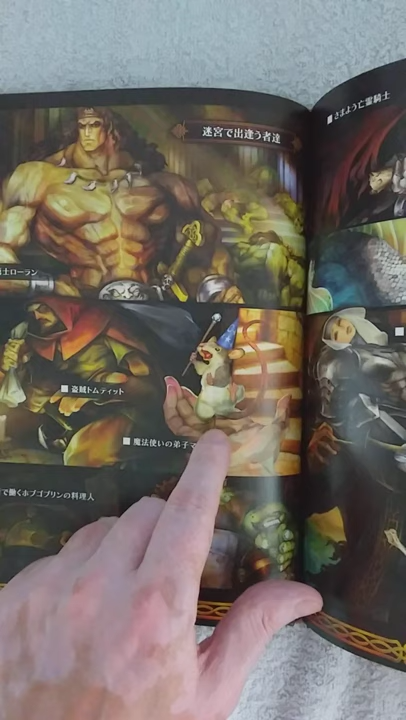 迷宮で出逢う者達
■さまよう亡霊騎士
士ローラン
■盗賊トムティット
■魔法使いの弟子マ
で働くホブゴブリンの料理人
■